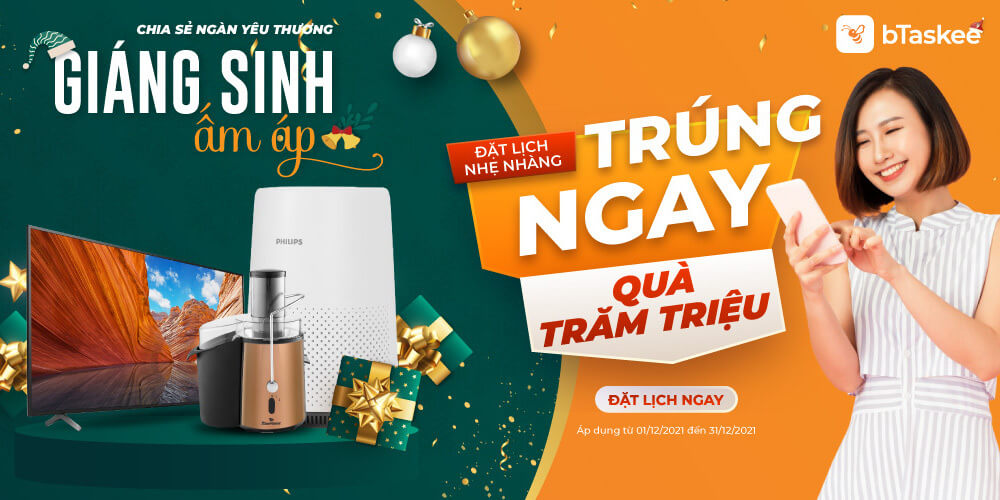 CHIA SẺ NGÀN YÊU THƯƠNG
GIÁNG SINH
ấm áp
PHILIPS
bTaskee
ĐẶT LỊCH
NHẸ NHÀNG
TRÚNG
NGAY
QUÀ
TRĂM TRIỆU
ĐẶT LỊCH NGAY
Áp dụng từ 01/12/2021 đến 31/12/2021